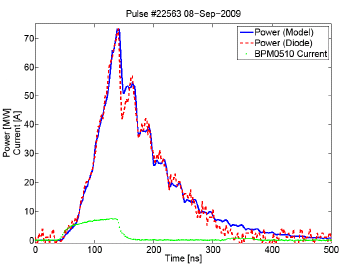 Pulse #22563 08-Sep-2009
Power (Model)
Power (Diode)
BPM0510 Current
Power [MW]
Current [A]
70
60
50
40
30
20
10
0
0 100 200 300 400 500
Time [ns]